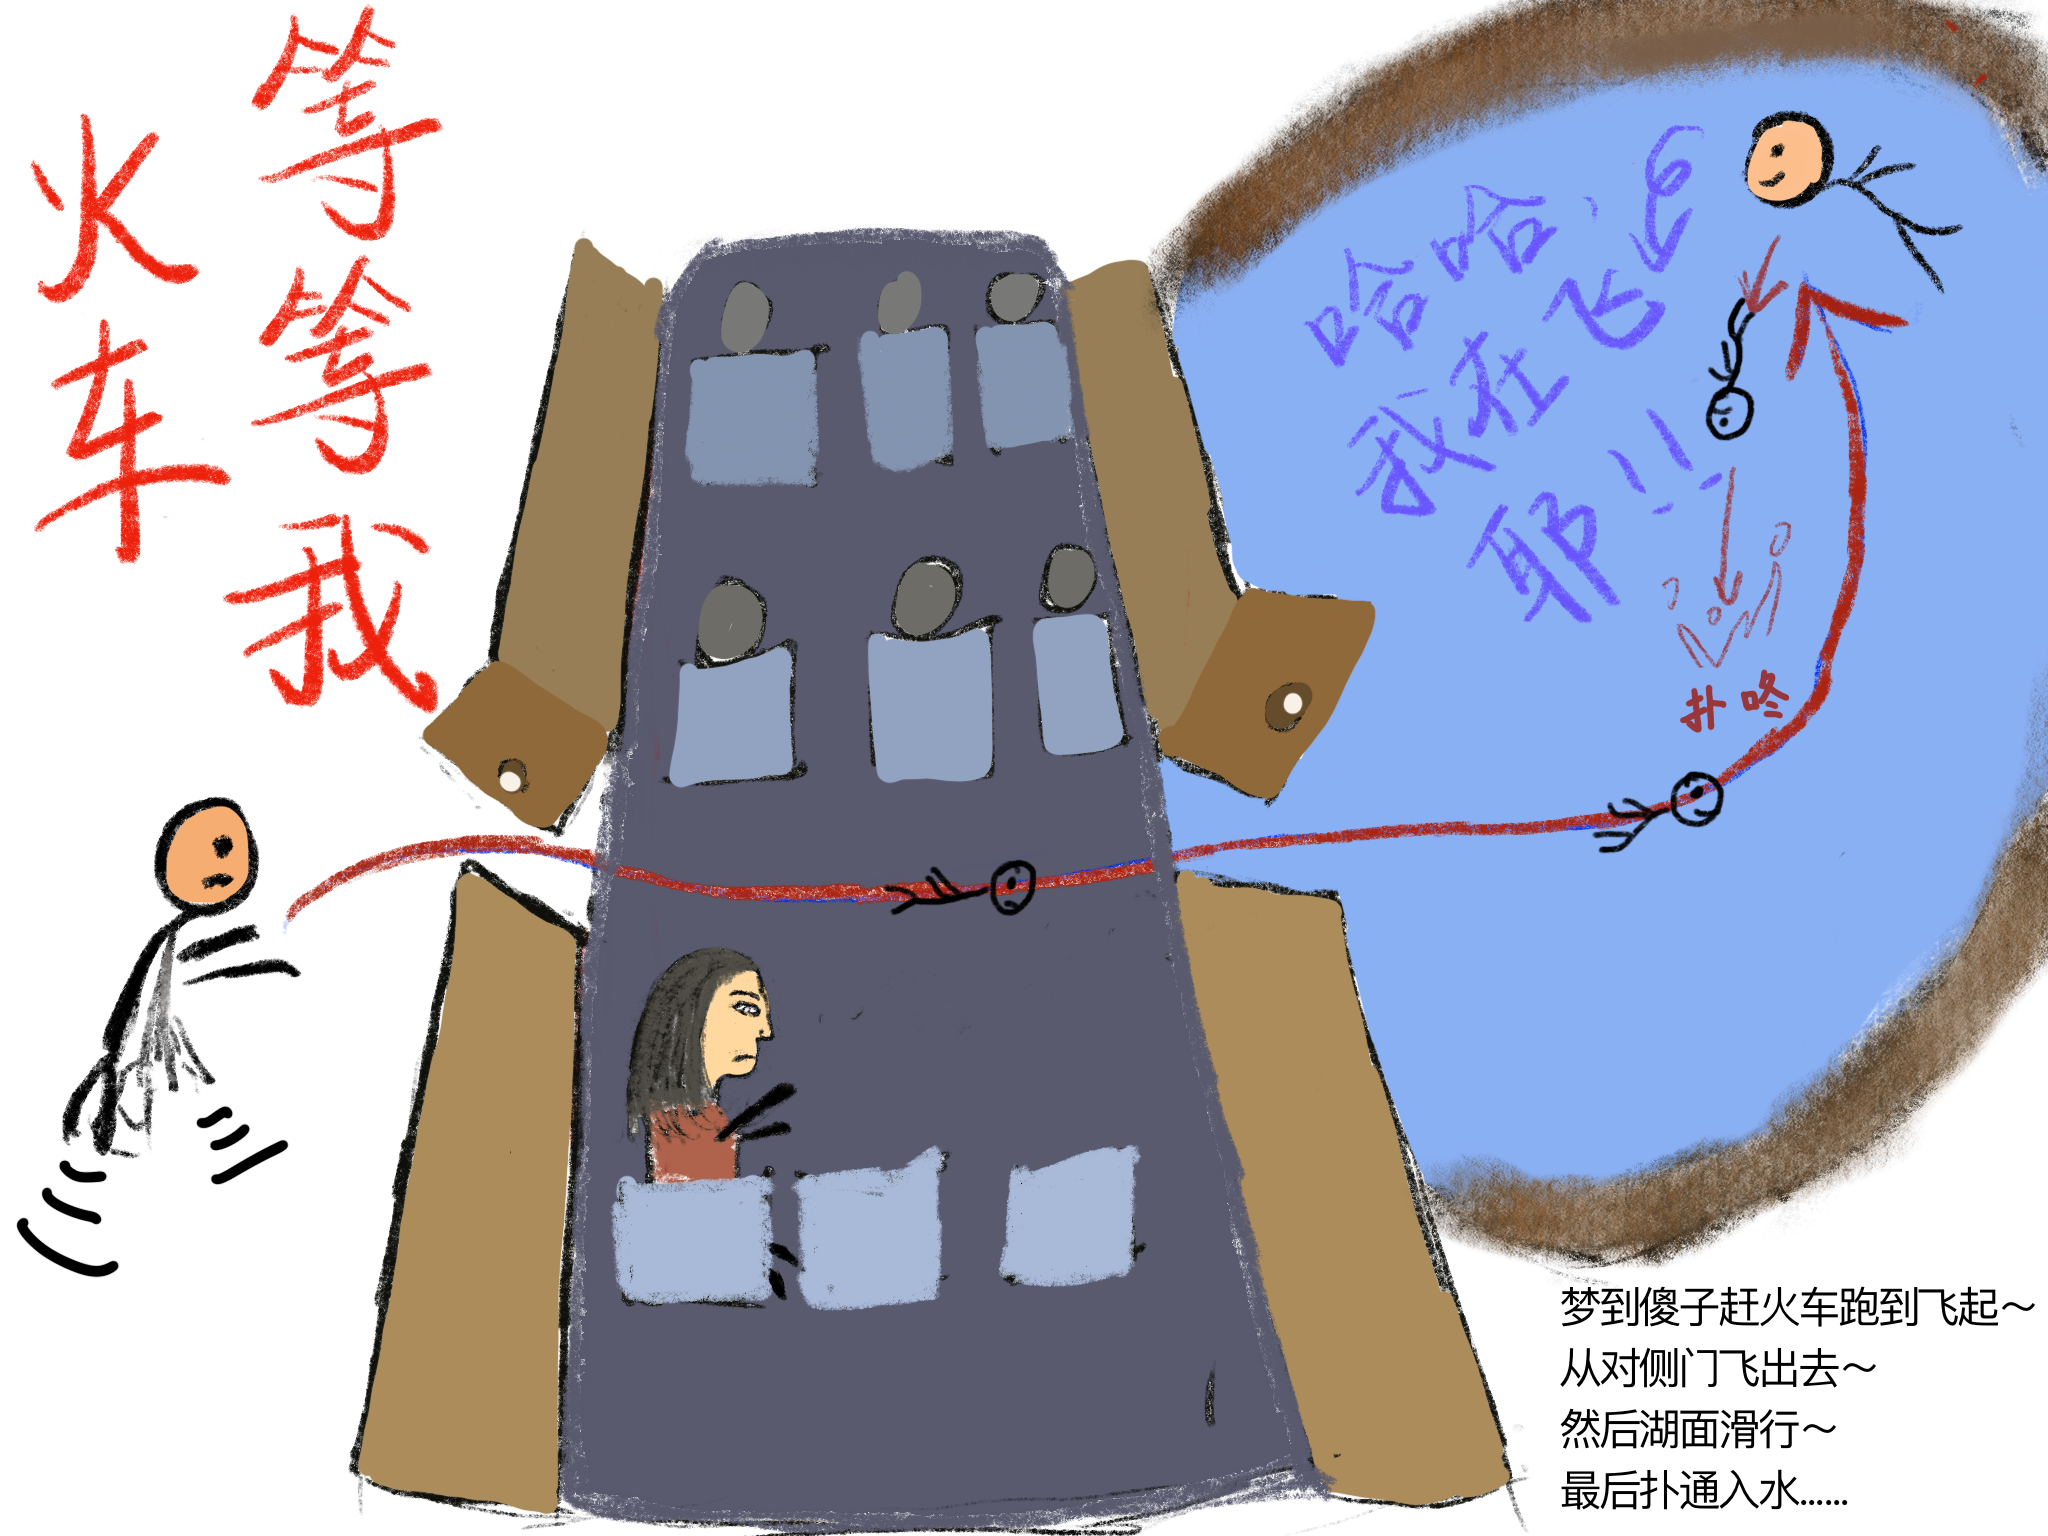 火车
等等我
哈哈、
我在飞
耶!!
扑咚
梦到傻子赶火车跑到飞起～
从对侧门飞出去～
然后湖面滑行～
最后扑通入水……